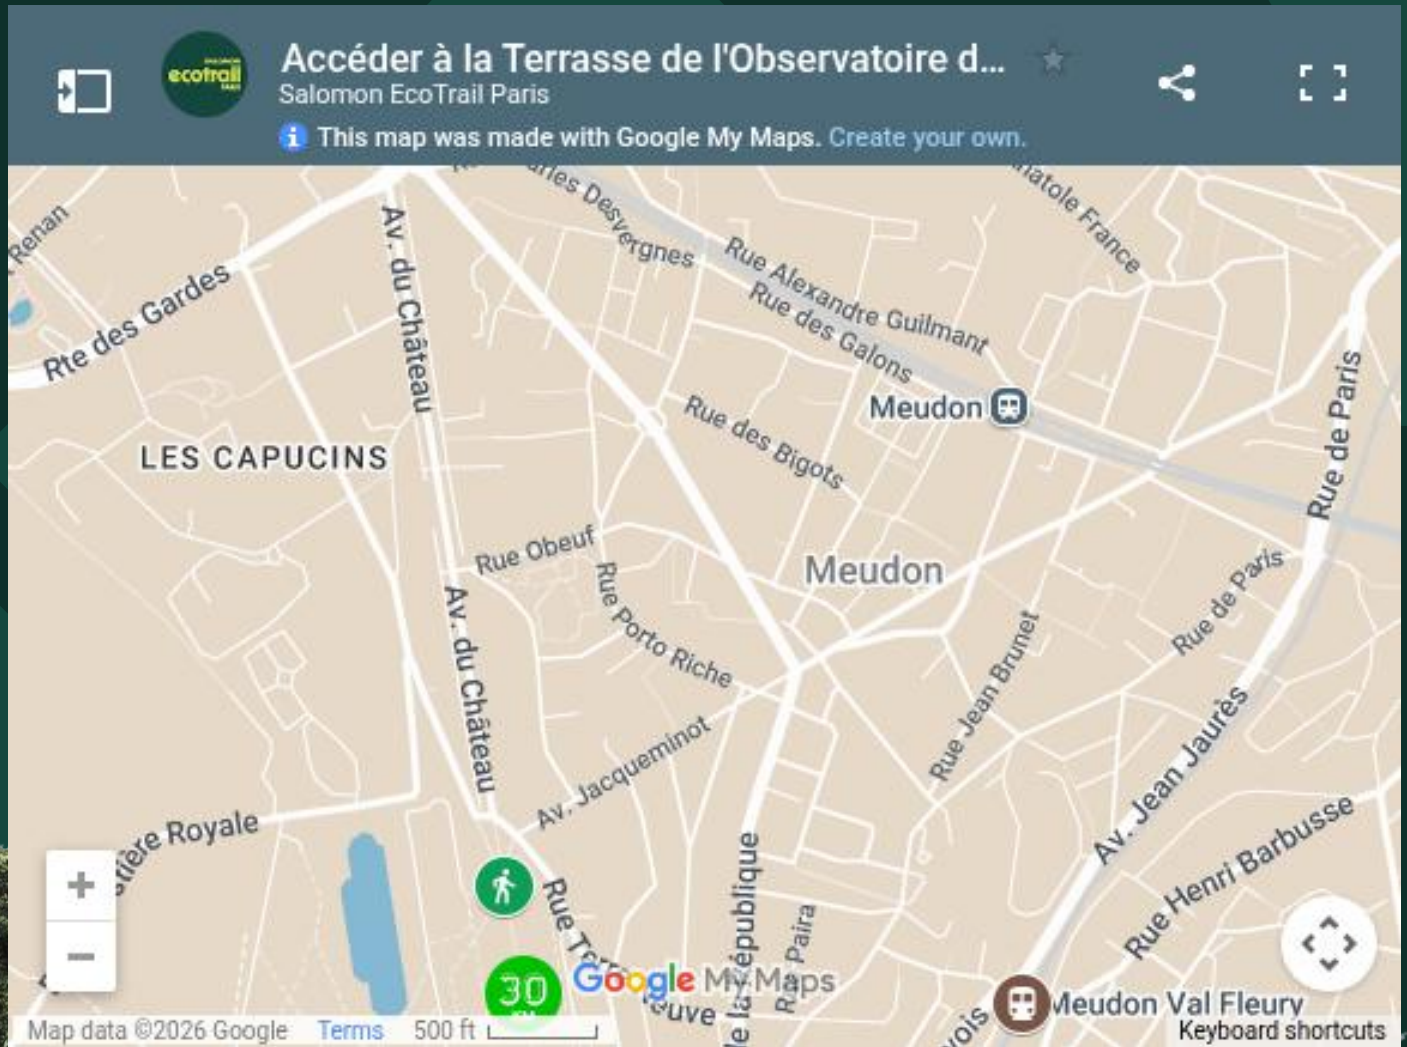 Accéder à la Terrasse de l'Observatoire d...
ecotrail
Salomon EcoTrail Paris
This map was made with Google My Maps. Create your own.
Renan
Rte des Gardes
Av. du Château
Desvergnes
Rue Alexandre Guilmant
Rue des Galons
Anatole France
Meudon
Rue de Paris
LES CAPUCINS
Rue des Bigots
Rue Obeuf
Meudon
Rue Porto Riche
Rue de Paris
Rue Jean Brunet
Av. du Château
Av. Jacqueminot
Av. Jean Jaurès
Royale
Rue Henri Barbusse
de la République
Rue Paira
Rue
30
Google My Maps
Meudon Val Fleury
Map data ©2026 Google
Terms
500 ft
Keyboard shortcuts